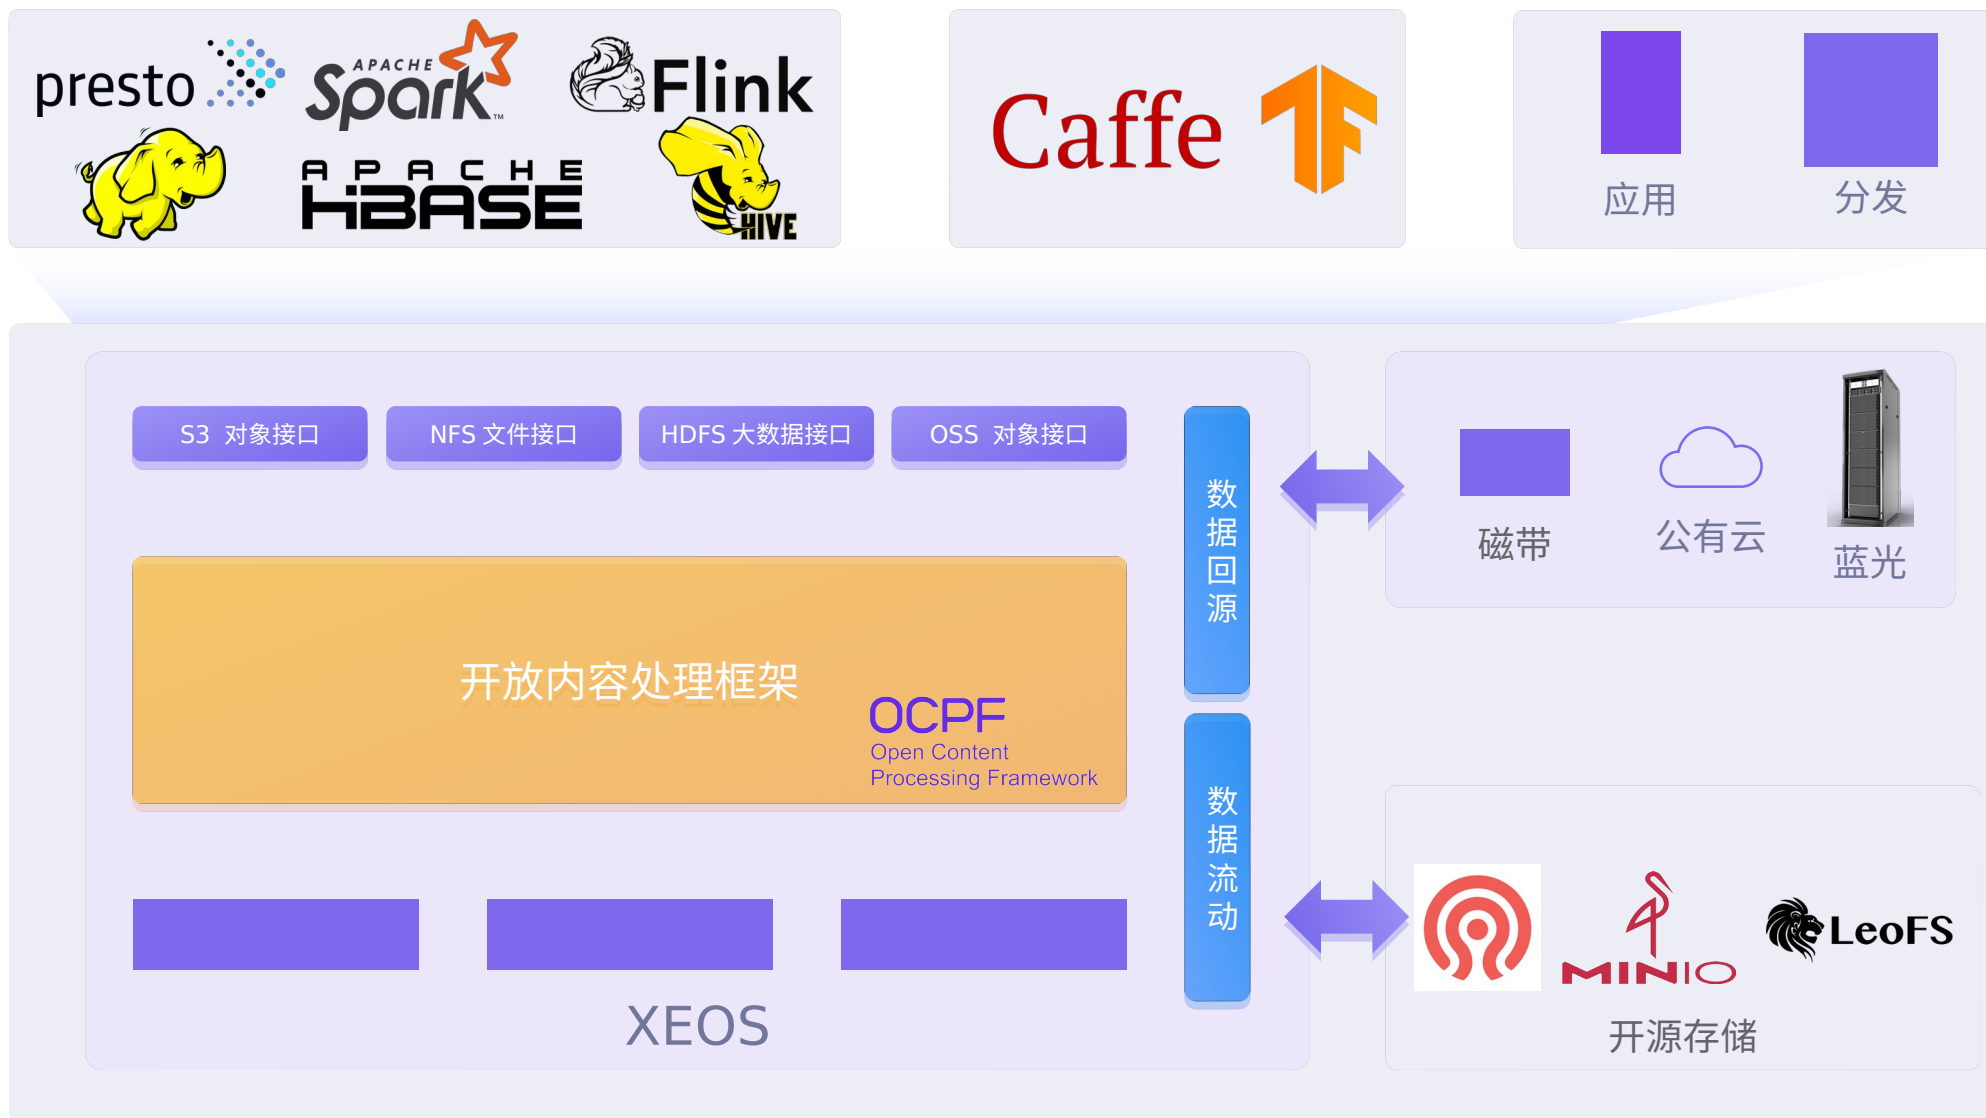 presto
APACHE
Spark™
Flink
APACHE
HBASE
HIVE
Caffe
应用
分发
S3 对象接口
NFS 文件接口
HDFS 大数据接口
OSS 对象接口
数据回源
磁带
公有云
蓝光
开放内容处理框架
OCPF
Open Content
Processing Framework
数据流动
MINIO
LeoFS
开源存储
XEOS